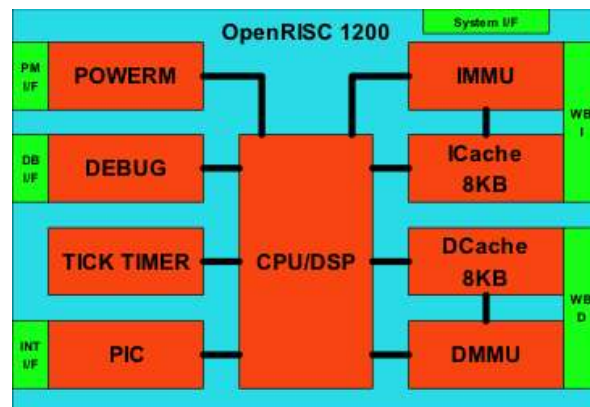 System I/F
OpenRISC 1200
PM
I/F
POWERM
IMMU
WB
I
DB
I/F
DEBUG
ICache
8KB
TICK TIMER
CPU/DSP
DCache
8KB
WB
D
INT
I/F
PIC
DMMU